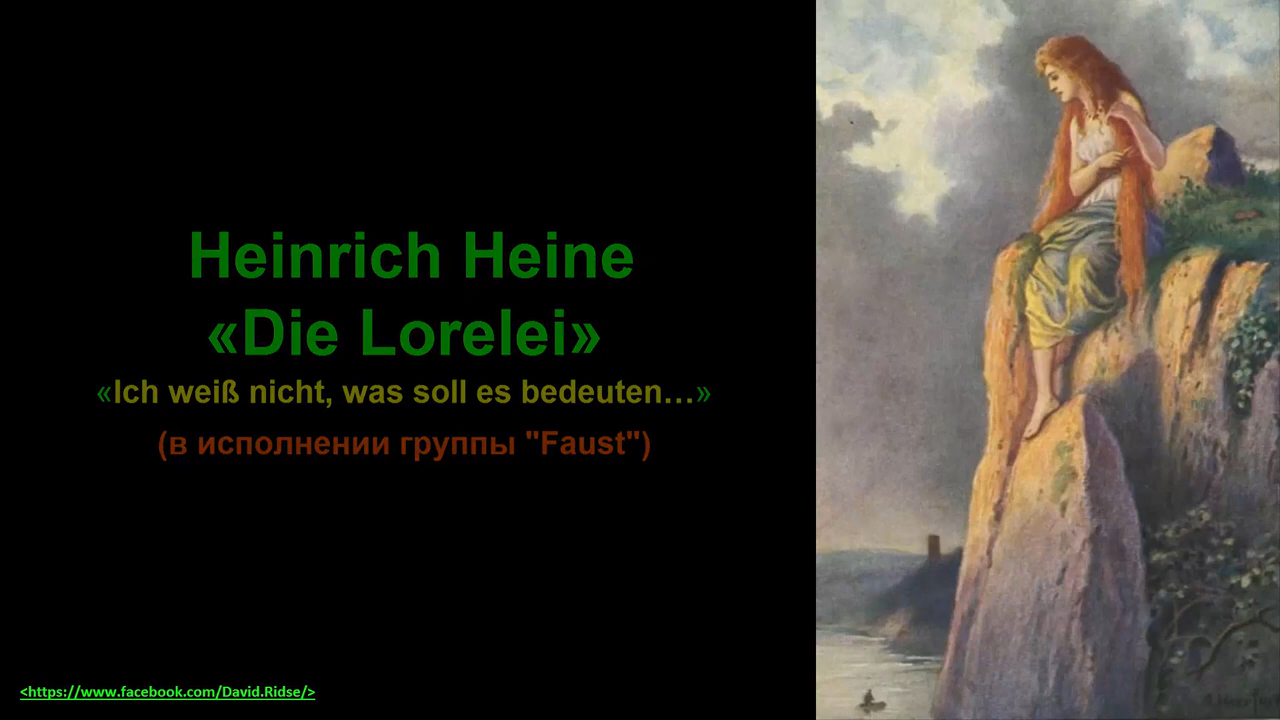 Heinrich Heine
«Die Lorelei»
«Ich weiß nicht, was soll es bedeuten…»
(в исполнении группы "Faust")
<https://www.facebook.com/David.Ridse/>